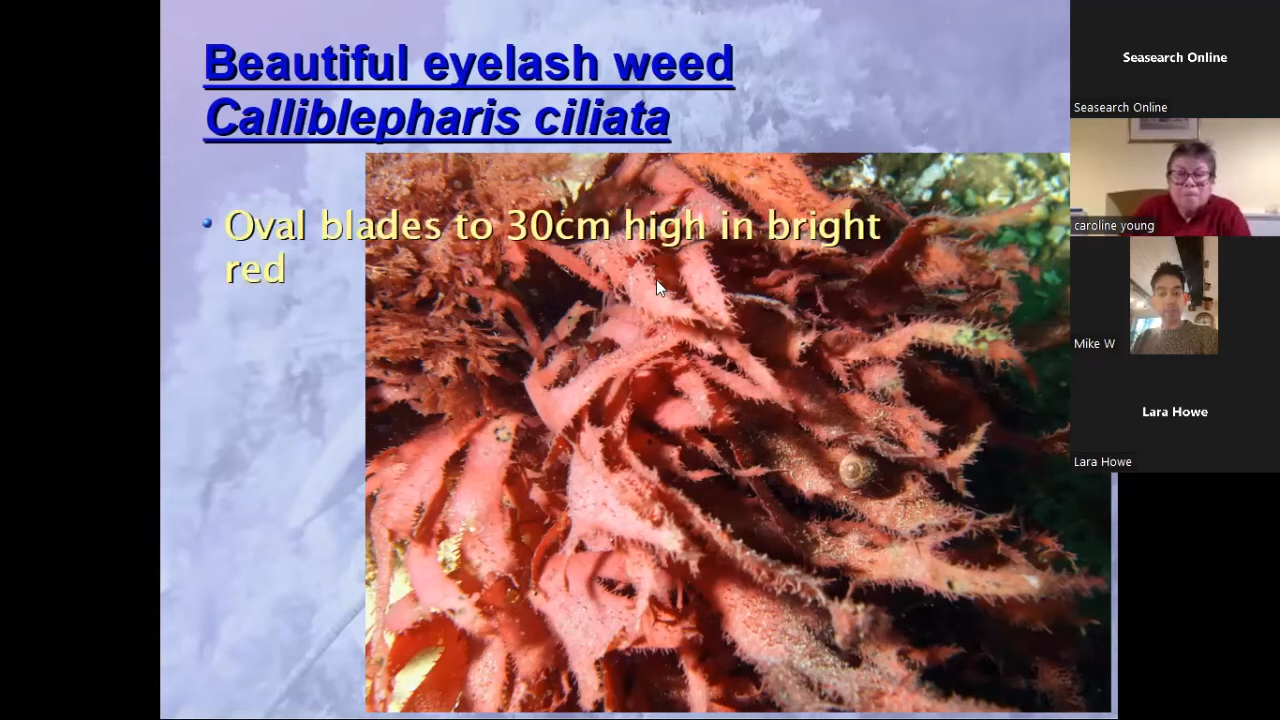 Beautiful eyelash weed
Calliblepharis ciliata
• Oval blades to 30cm high in bright
red
Seasearch Online
Seasearch Online
caroline young
Mike W
Lara Howe
Lara Howe